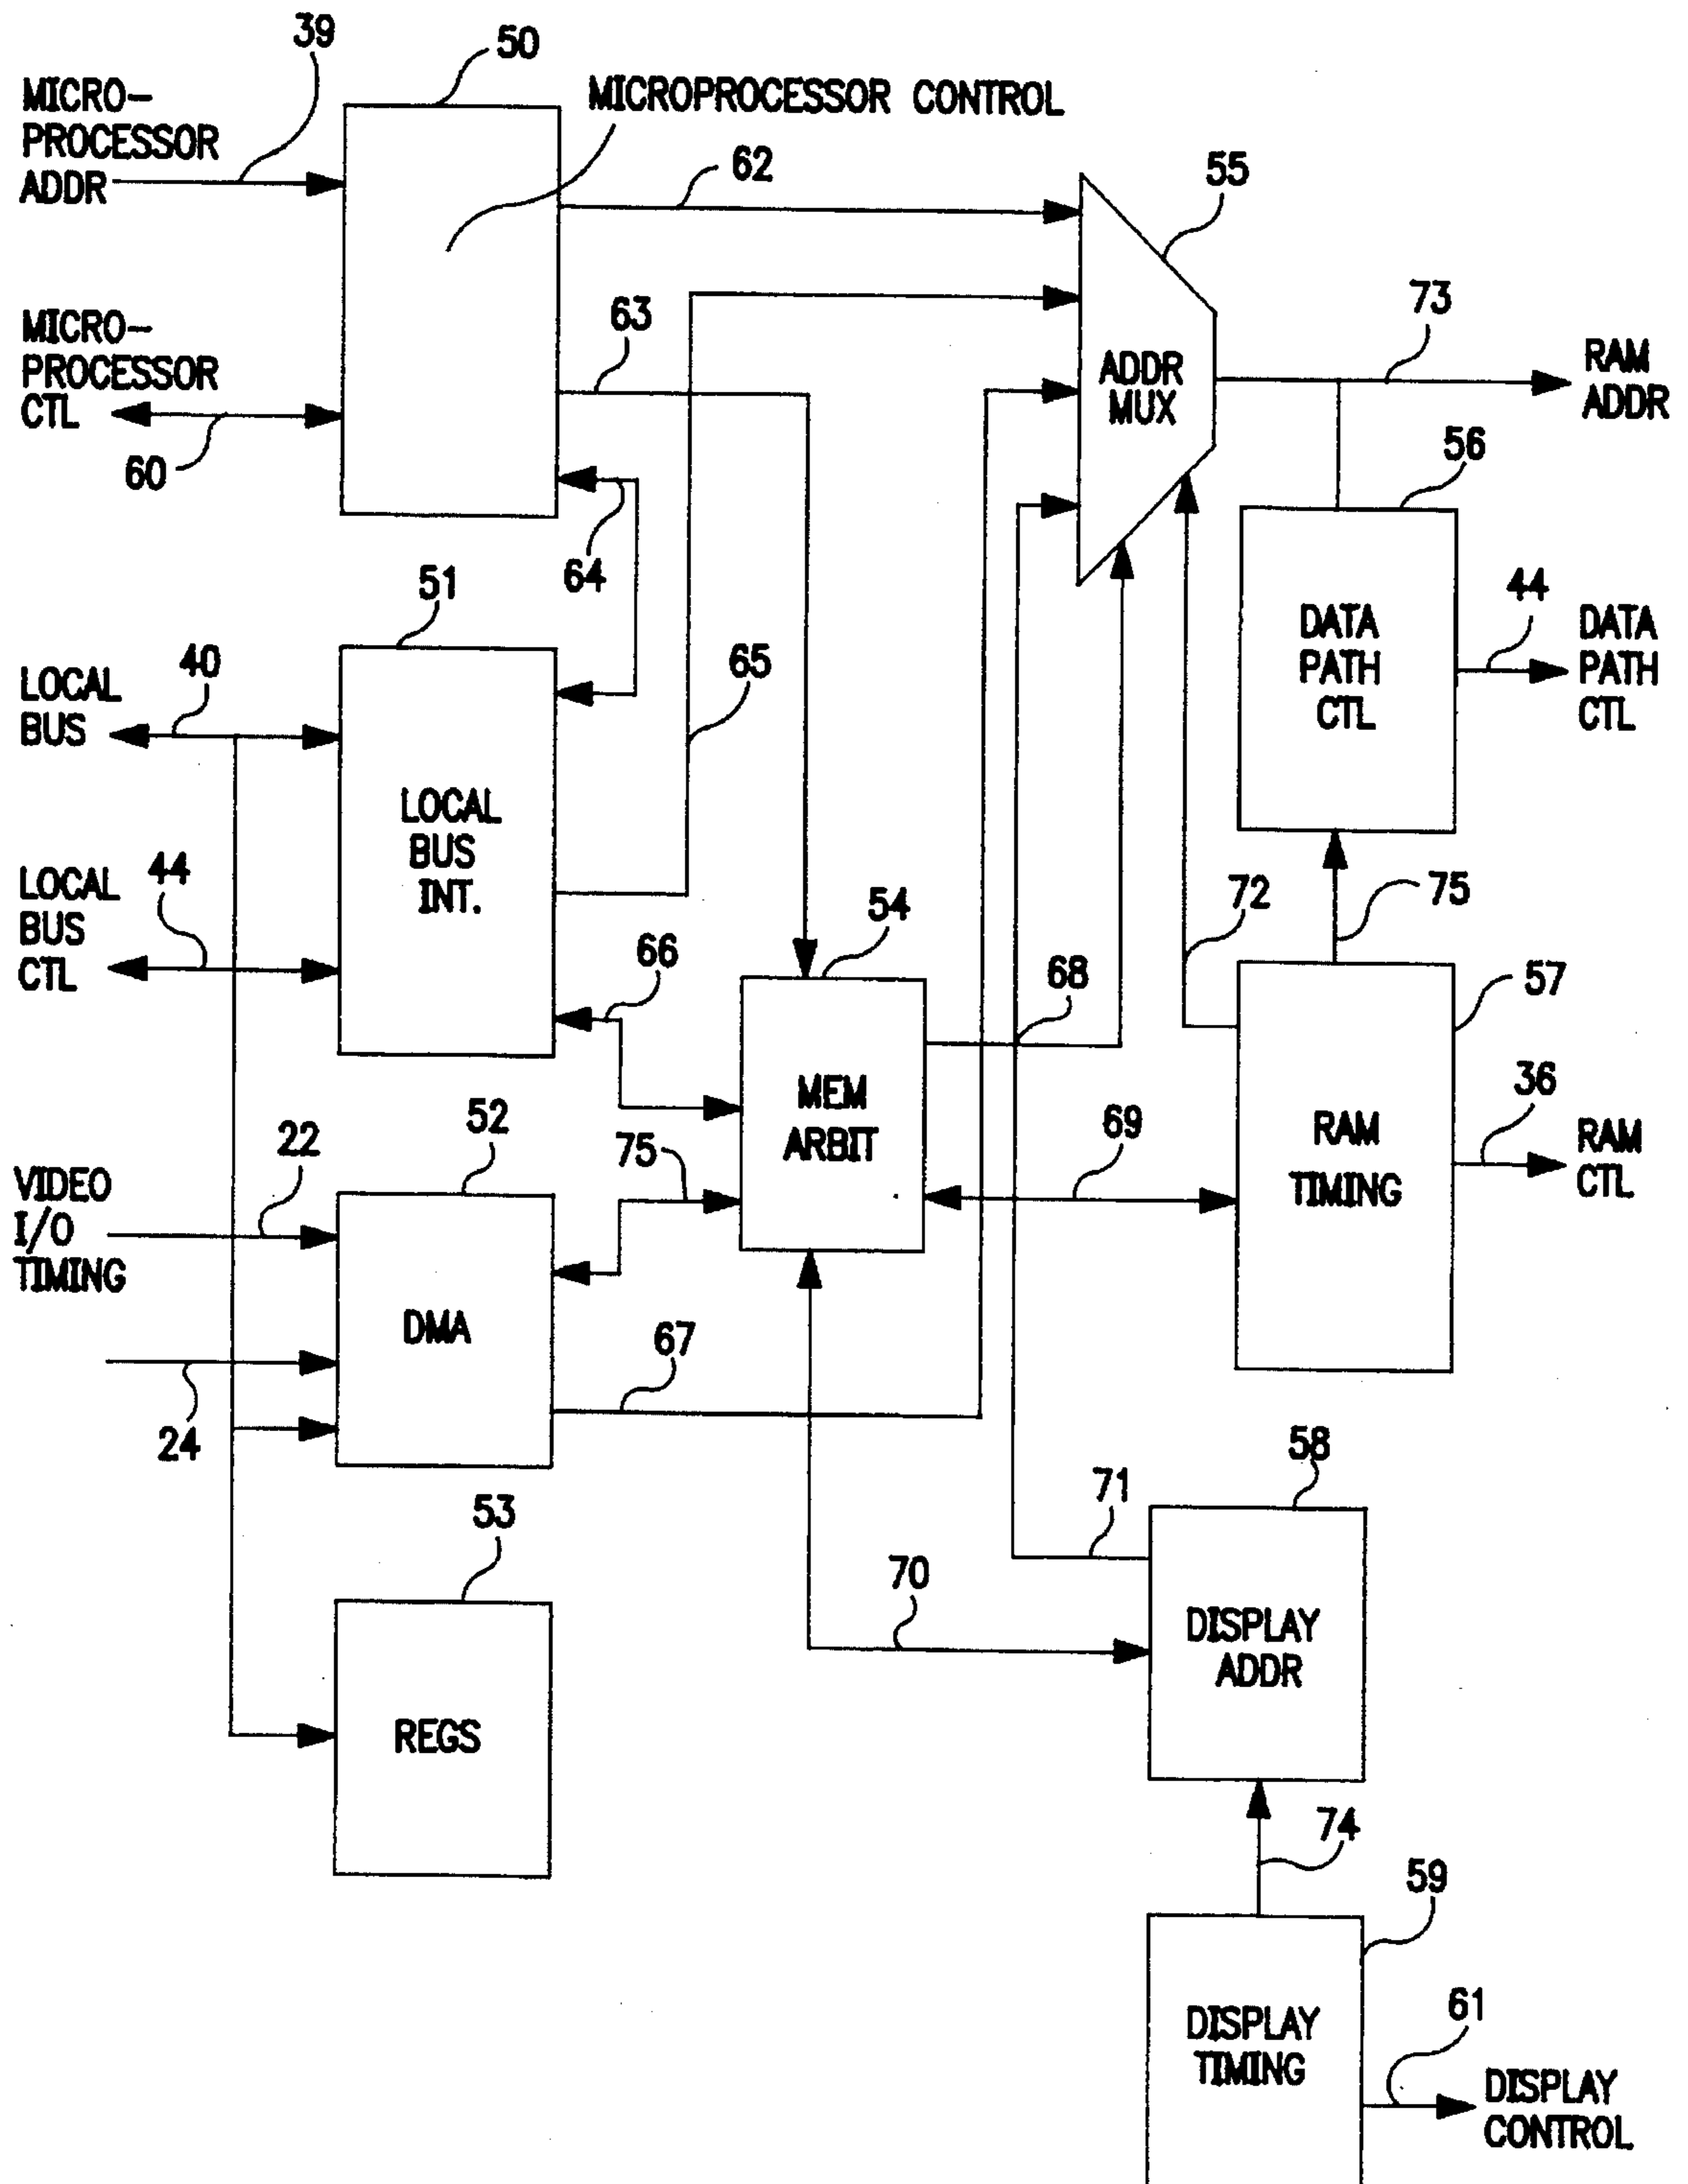 39
50
MICRO-
PROCESSOR
ADDR
MICROPROCESSOR CONTROL
62
55
MICRO-
PROCESSOR
CTL
60
63
64
ADDR
MUX
73
RAM
ADDR
56
DATA
PATH
CTL
44
DATA
PATH
CTL
51
LOCAL
BUS
40
LOCAL
BUS
INT.
65
LOCAL
BUS
CTL
44
66
54
68
72
75
57
MEM
ARBIT
69
RAM
TIMING
36
RAM
CTL
VIDEO
I/O
TIMING
22
52
75
DMA
24
67
53
REGS
70
71
58
DISPLAY
ADDR
74
59
DISPLAY
TIMING
61
DISPLAY
CONTROL